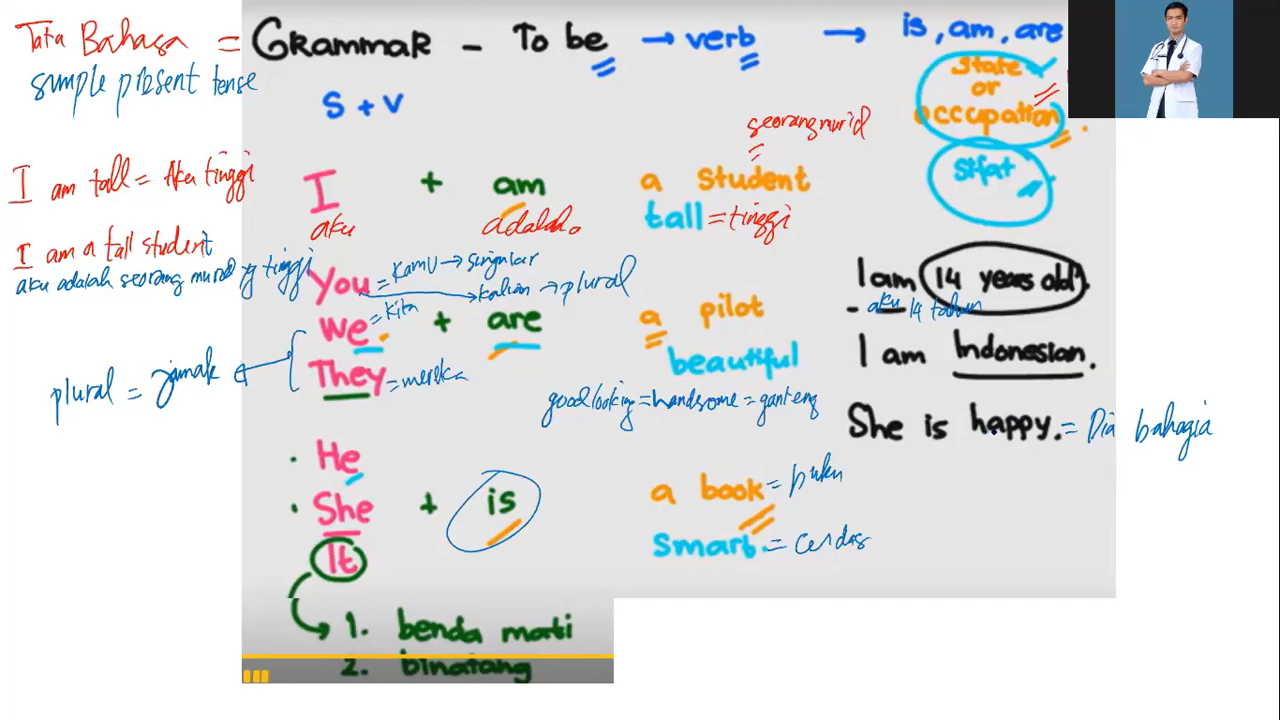 Tata Bahasa = GRAMMAR - To be → verb → is, am, are
simple present tense
State
or
occupation
S + V
seorang murid
Sifat
I am tall = Aku tinggi
I + am a student
aku adalah tall = tinggi
I am a tall student
aku adalah seorang murid yg tinggi
You = kamu → singular
kalian → plural
I am 14 years old.
aku 14 tahun
We = kita + are a pilot
They = mereka beautiful
I am Indonesian.
plural = jamak
good looking = handsome = ganteng
She is happy. = Dia bahagia
He
She + is a book = buku
It smart. = cerdas
1. benda mati
2. binatang